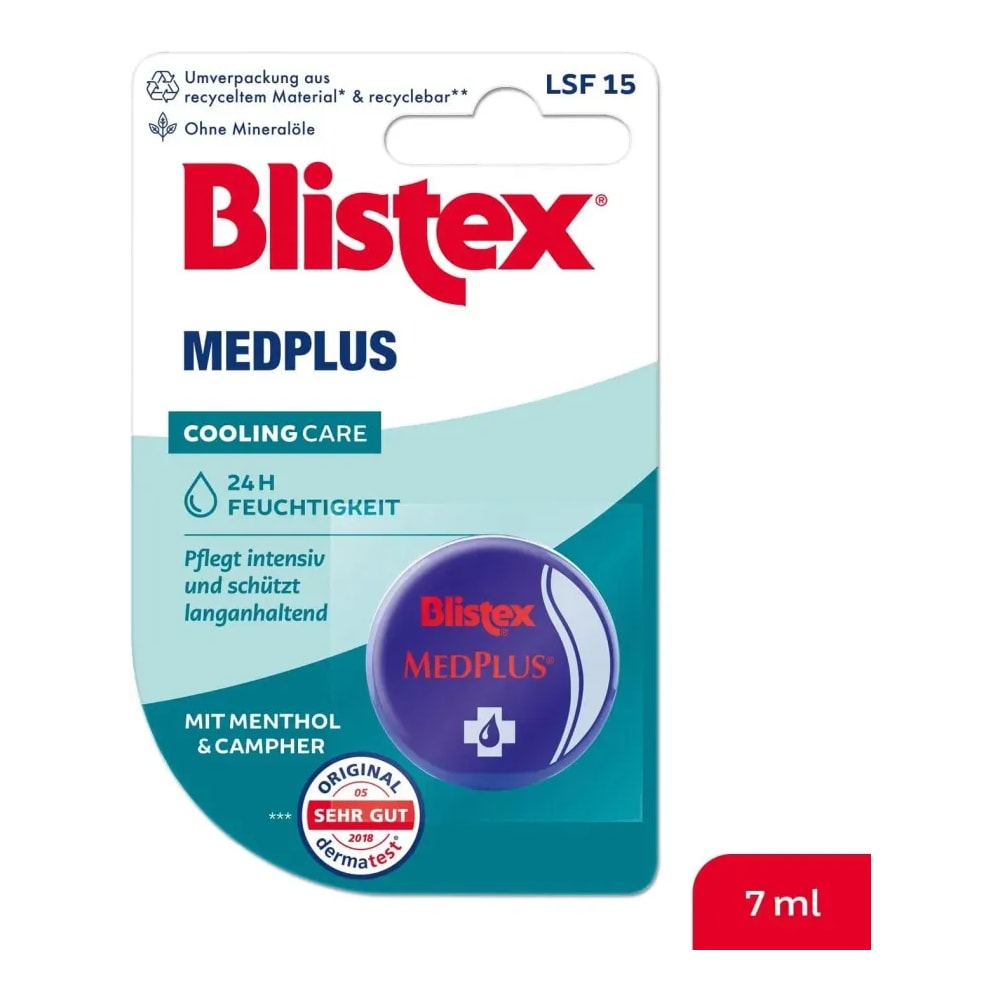 Umverpackung aus
recyceltem Material* & recyclebar**
Ohne Mineralöle
LSF 15
Blistex®
MEDPLUS
COOLING CARE
24H
FEUCHTIGKEIT
Pflegt intensiv
und schützt
langanhaltend
Blistex®
MEDPLUS®
MIT MENTHOL
& CAMPHER
***
ORIGINAL
05
SEHR GUT
2018
dermatest®
7 ml